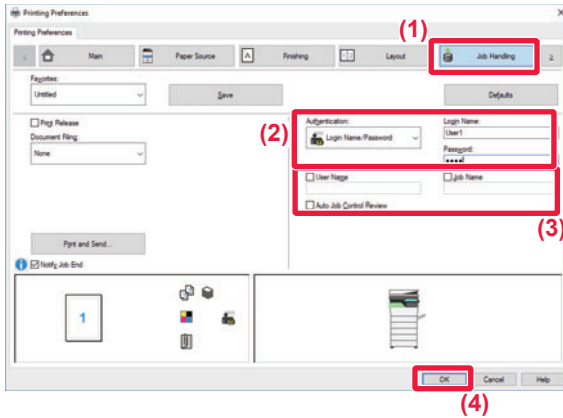 Printing Preferences
Printing Preferences
(1)
Main
Paper Source
Finishing
Layout
Job Handling
Favorites:
Untitled
Save
Defaults
Print Release
Document Filing:
None
(2)
Authentication:
Login Name/Password
Login Name:
User1
Password:
••••
User Name
Job Name
Auto Job Control Review
(3)
Print and Send...
Notify Job End
1
OK
Cancel
Help
(4)